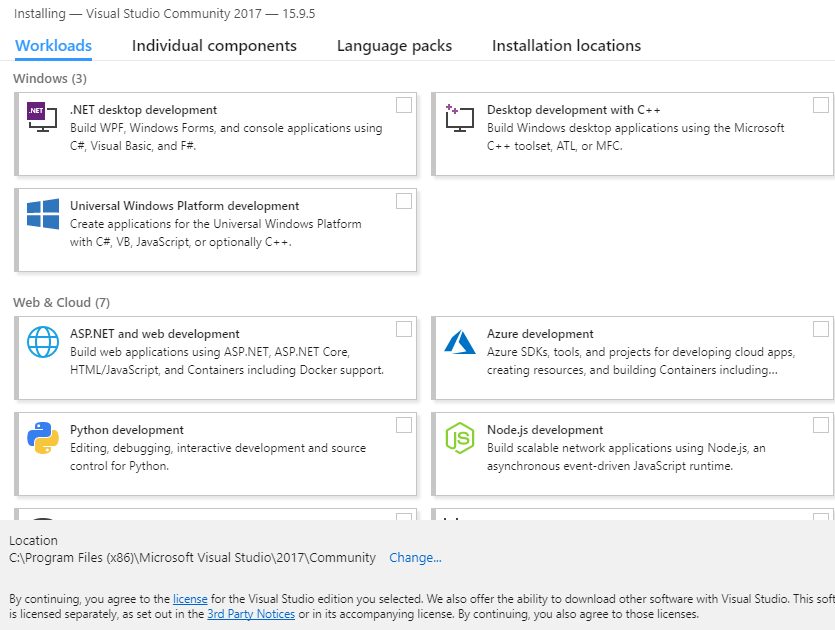 Installing — Visual Studio Community 2017 — 15.9.5
Workloads Individual components Language packs Installation locations
Windows (3)
.NET
.NET desktop development
Build WPF, Windows Forms, and console applications using
C#, Visual Basic, and F#.
Desktop development with C++
Build Windows desktop applications using the Microsoft
C++ toolset, ATL, or MFC.
Universal Windows Platform development
Create applications for the Universal Windows Platform
with C#, VB, JavaScript, or optionally C++.
Web & Cloud (7)
ASP.NET and web development
Build web applications using ASP.NET, ASP.NET Core,
HTML/JavaScript, and Containers including Docker support.
Azure development
Azure SDKs, tools, and projects for developing cloud apps,
creating resources, and building Containers including...
Python development
Editing, debugging, interactive development and source
control for Python.
JS
Node.js development
Build scalable network applications using Node.js, an
asynchronous event-driven JavaScript runtime.
Location
C:\Program Files (x86)\Microsoft Visual Studio\2017\Community Change...
By continuing, you agree to the license for the Visual Studio edition you selected. We also offer the ability to download other software with Visual Studio. This soft
is licensed separately, as set out in the 3rd Party Notices or in its accompanying license. By continuing, you also agree to those licenses.